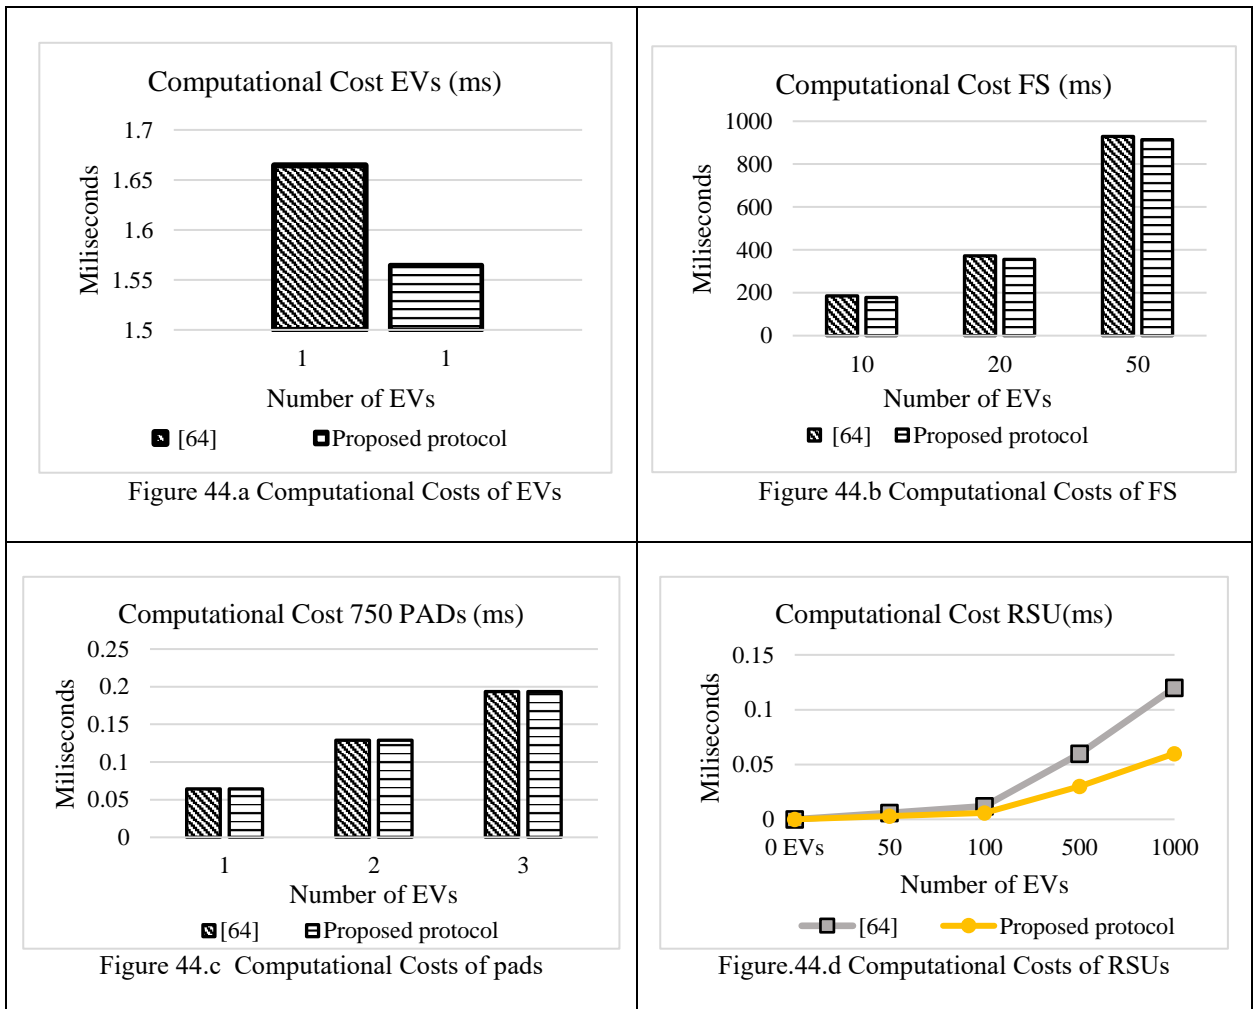 Computational Cost EVs (ms)
1.7
1.65
1.6
1.55
1.5
Miliseconds
1 1
Number of EVs
[64] Proposed protocol
Figure 44.a Computational Costs of EVs
Computational Cost FS (ms)
1000
800
600
400
200
0
Miliseconds
10 20 50
Number of EVs
[64] Proposed protocol
Figure 44.b Computational Costs of FS
Computational Cost 750 PADs (ms)
0.25
0.2
0.15
0.1
0.05
0
Miliseconds
1 2 3
Number of EVs
[64] Proposed protocol
Figure 44.c Computational Costs of pads
Computational Cost RSU(ms)
0.15
0.1
0.05
0
Miliseconds
0 EVs 50 100 500 1000
Number of EVs
[64] Proposed protocol
Figure.44.d Computational Costs of RSUs